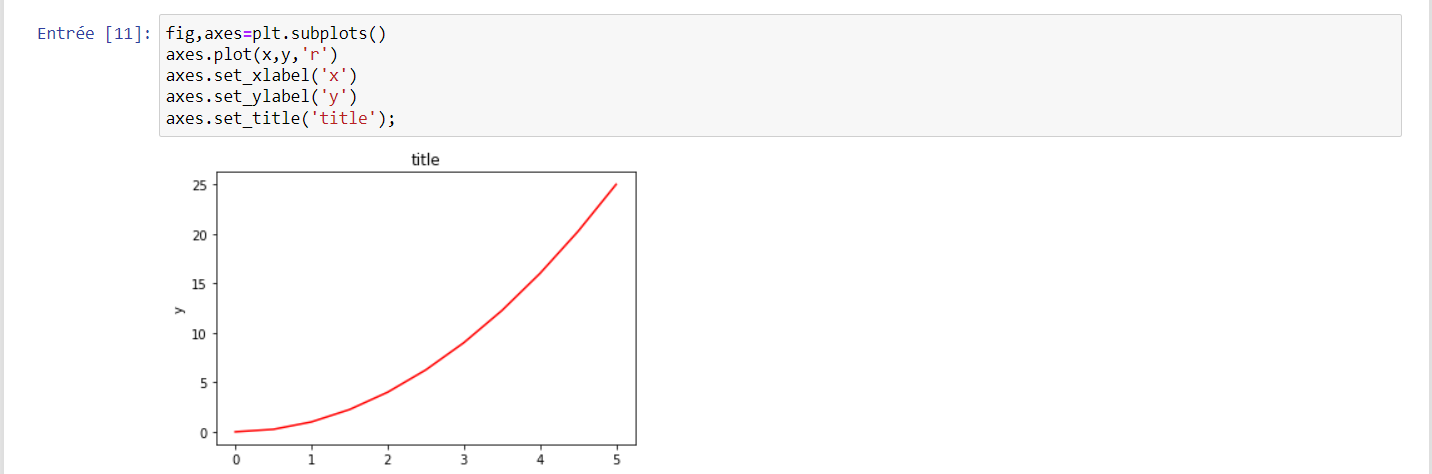 Entrée [11]: fig,axes=plt.subplots()
axes.plot(x,y,'r')
axes.set_xlabel('x')
axes.set_ylabel('y')
axes.set_title('title');
title
25
20
15
10
5
0
y
0 1 2 3 4 5